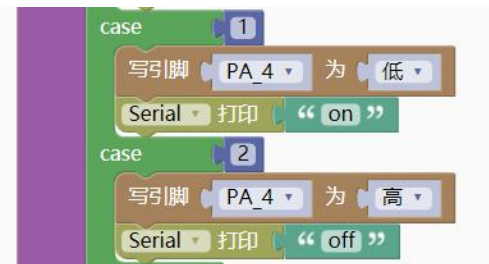 case 1
写引脚 PA_4 为 低
Serial 打印 “ on ”
case 2
写引脚 PA_4 为 高
Serial 打印 “ off ”